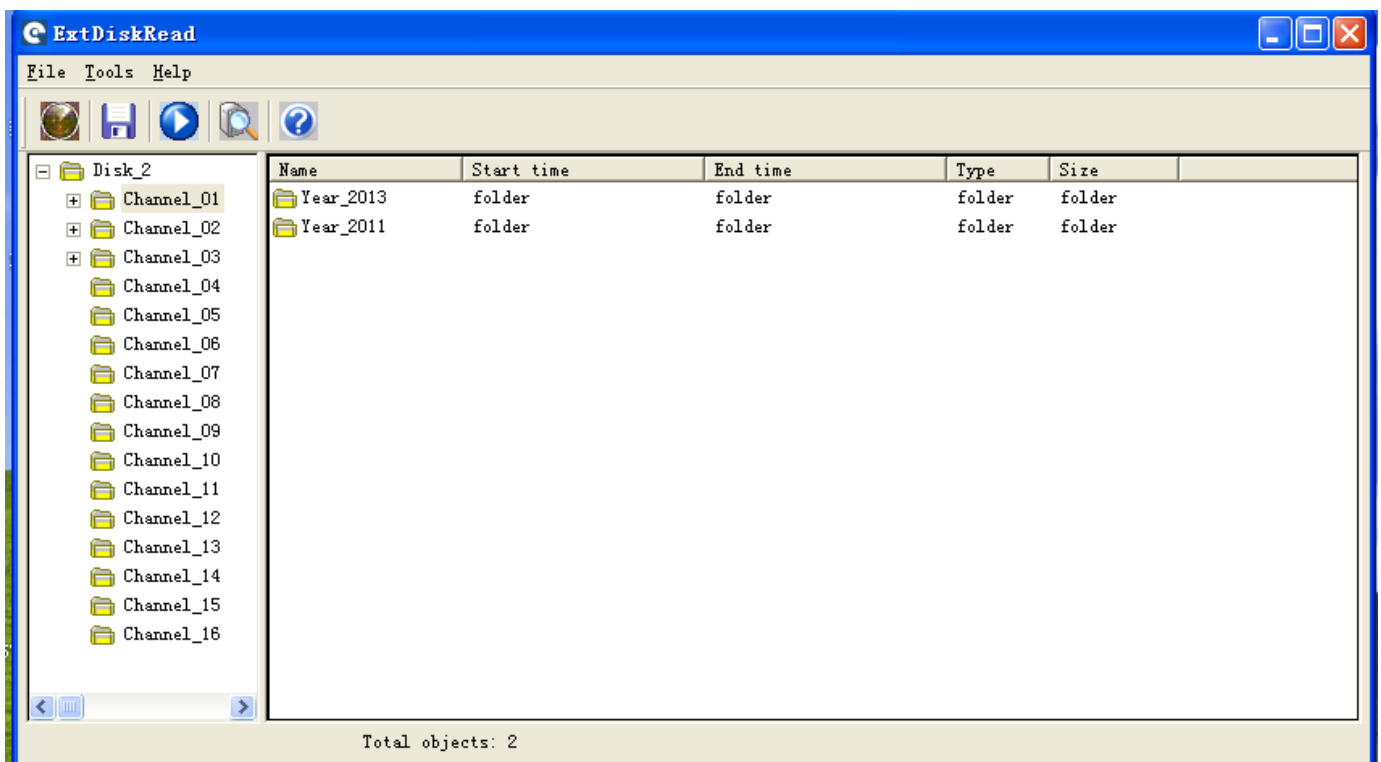 ExtDiskRead
File Tools Help
Disk_2
Channel_01
Channel_02
Channel_03
Channel_04
Channel_05
Channel_06
Channel_07
Channel_08
Channel_09
Channel_10
Channel_11
Channel_12
Channel_13
Channel_14
Channel_15
Channel_16
Name Start time End time Type Size
Year_2013 folder folder folder folder
Year_2011 folder folder folder folder
Total objects: 2